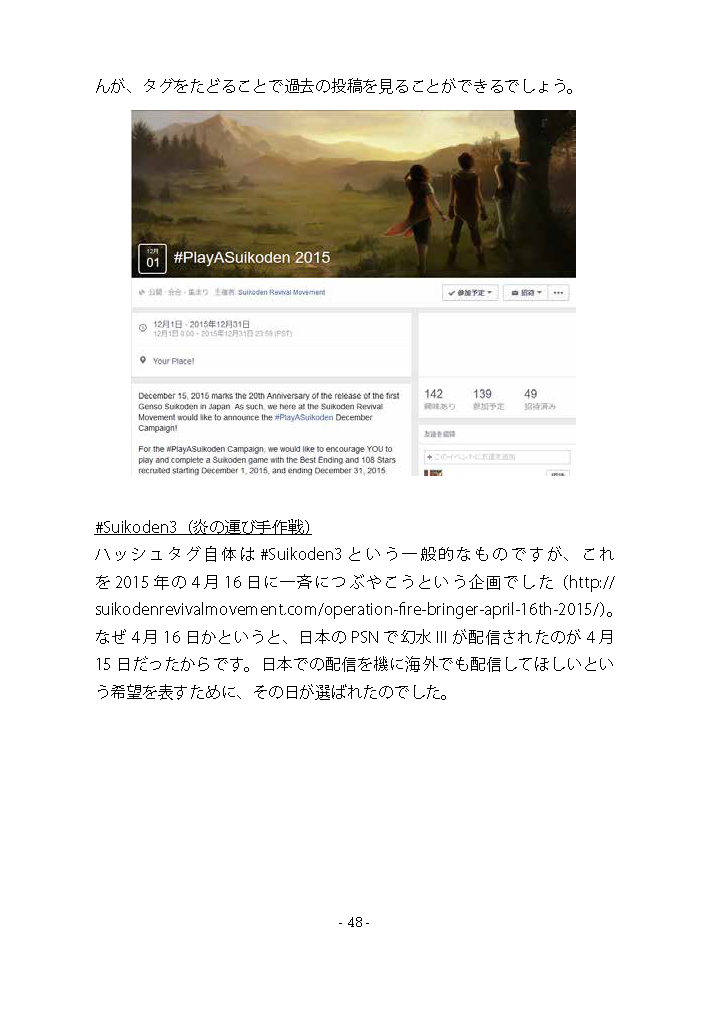 んが、タグをたどることで過去の投稿を見ることができるでしょう。
12月
01
#PlayASuikoden 2015
公開・会合・集まり 主催者: Suikoden Revival Movement
参加予定
招待
12月1日 - 2015年12月31日
12月1日 0:00 - 2015年12月31日 23:59 (PST)
Your Place!
142
139
49
興味あり
参加予定
招待済み
友達を招待
+ このイベントに友達を追加
招待
December 15, 2015 marks the 20th Anniversary of the release of the first
Genso Suikoden in Japan. As such, we here at the Suikoden Revival
Movement would like to announce the #PlayASuikoden December
Campaign!
For the #PlayASuikoden Campaign, we would like to encourage YOU to
play and complete a Suikoden game with the Best Ending and 108 Stars
recruited starting December 1, 2015, and ending December 31, 2015.
#Suikoden3（炎の運び手作戦）
ハッシュタグ自体は #Suikoden3 という一般的なものですが、これ
を 2015 年の 4 月 16 日に一斉につぶやこうという企画でした（http://
suikodenrevivalmovement.com/operation-fire-bringer-april-16th-2015/）。
なぜ 4 月 16 日かというと、日本の PSN で幻水 III が配信されたのが 4 月
15 日だったからです。日本での配信を機に海外でも配信してほしいとい
う希望を表すために、その日が選ばれたのでした。
- 48 -